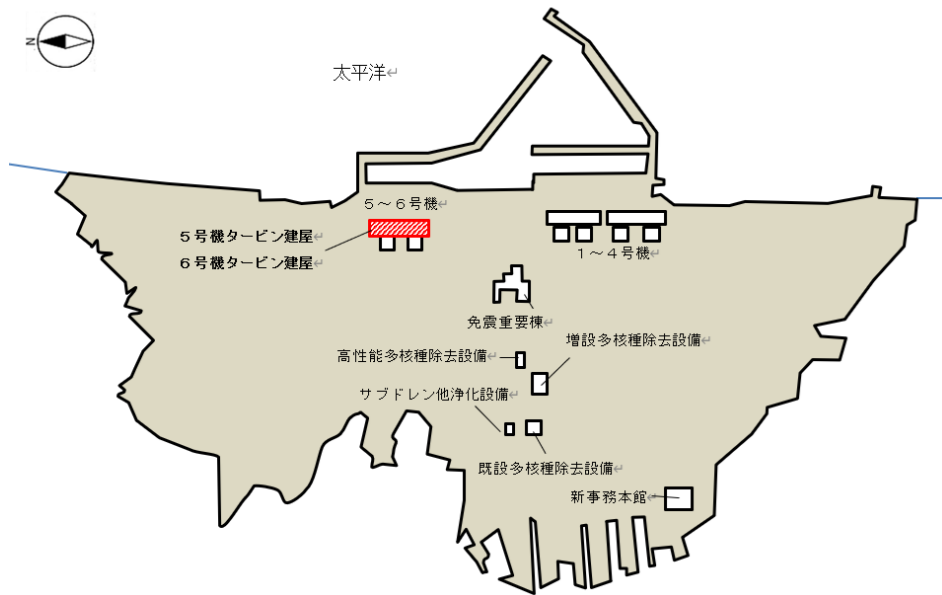 N
太平洋↵
５～６号機↵
５号機タービン建屋↵
６号機タービン建屋↵
１～４号機↵
免震重要棟↵
増設多核種除去設備↵
高性能多核種除去設備↵
サブドレン他浄化設備↵
既設多核種除去設備↵
新事務本館↵